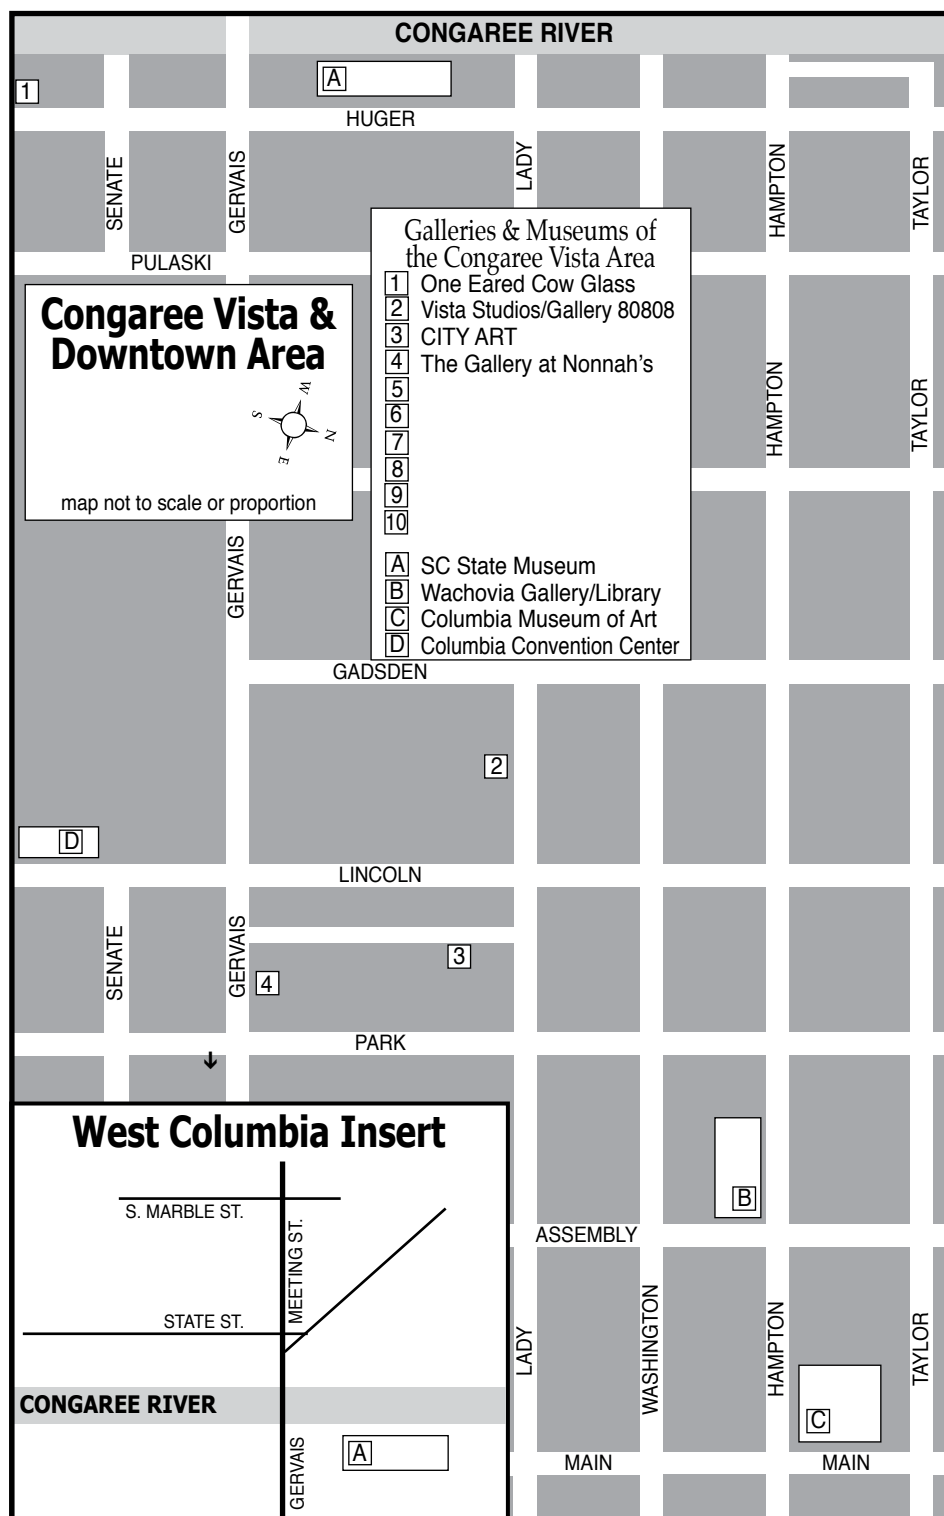 CONGAREE RIVER
A
1
HUGER
SENATE
GERVAIS
LADY
HAMPTON
TAYLOR
PULASKI
Galleries & Museums of
the Congaree Vista Area
1 One Eared Cow Glass
2 Vista Studios/Gallery 80808
3 CITY ART
4 The Gallery at Nonnah's
5
6
7
8
9
10
A SC State Museum
B Wachovia Gallery/Library
C Columbia Museum of Art
D Columbia Convention Center
Congaree Vista &
Downtown Area
W
S
N
E
map not to scale or proportion
HAMPTON
TAYLOR
GERVAIS
GADSDEN
2
D
LINCOLN
SENATE
GERVAIS
3
4
PARK
West Columbia Insert
S. MARBLE ST.
MEETING ST.
STATE ST.
CONGAREE RIVER
GERVAIS
A
B
ASSEMBLY
LADY
WASHINGTON
HAMPTON
TAYLOR
C
MAIN
MAIN